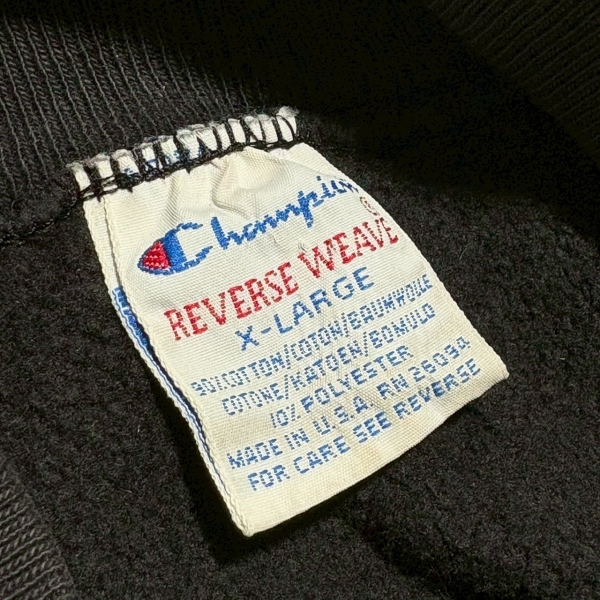 Champion
REVERSE WEAVE
X-LARGE
90/COTTON/COTON/BAUMWOLLE
COTONE/KATOEN/BOMULD
10% POLYESTER
MADE IN U.S.A. RN 26094
FOR CARE SEE REVERSE